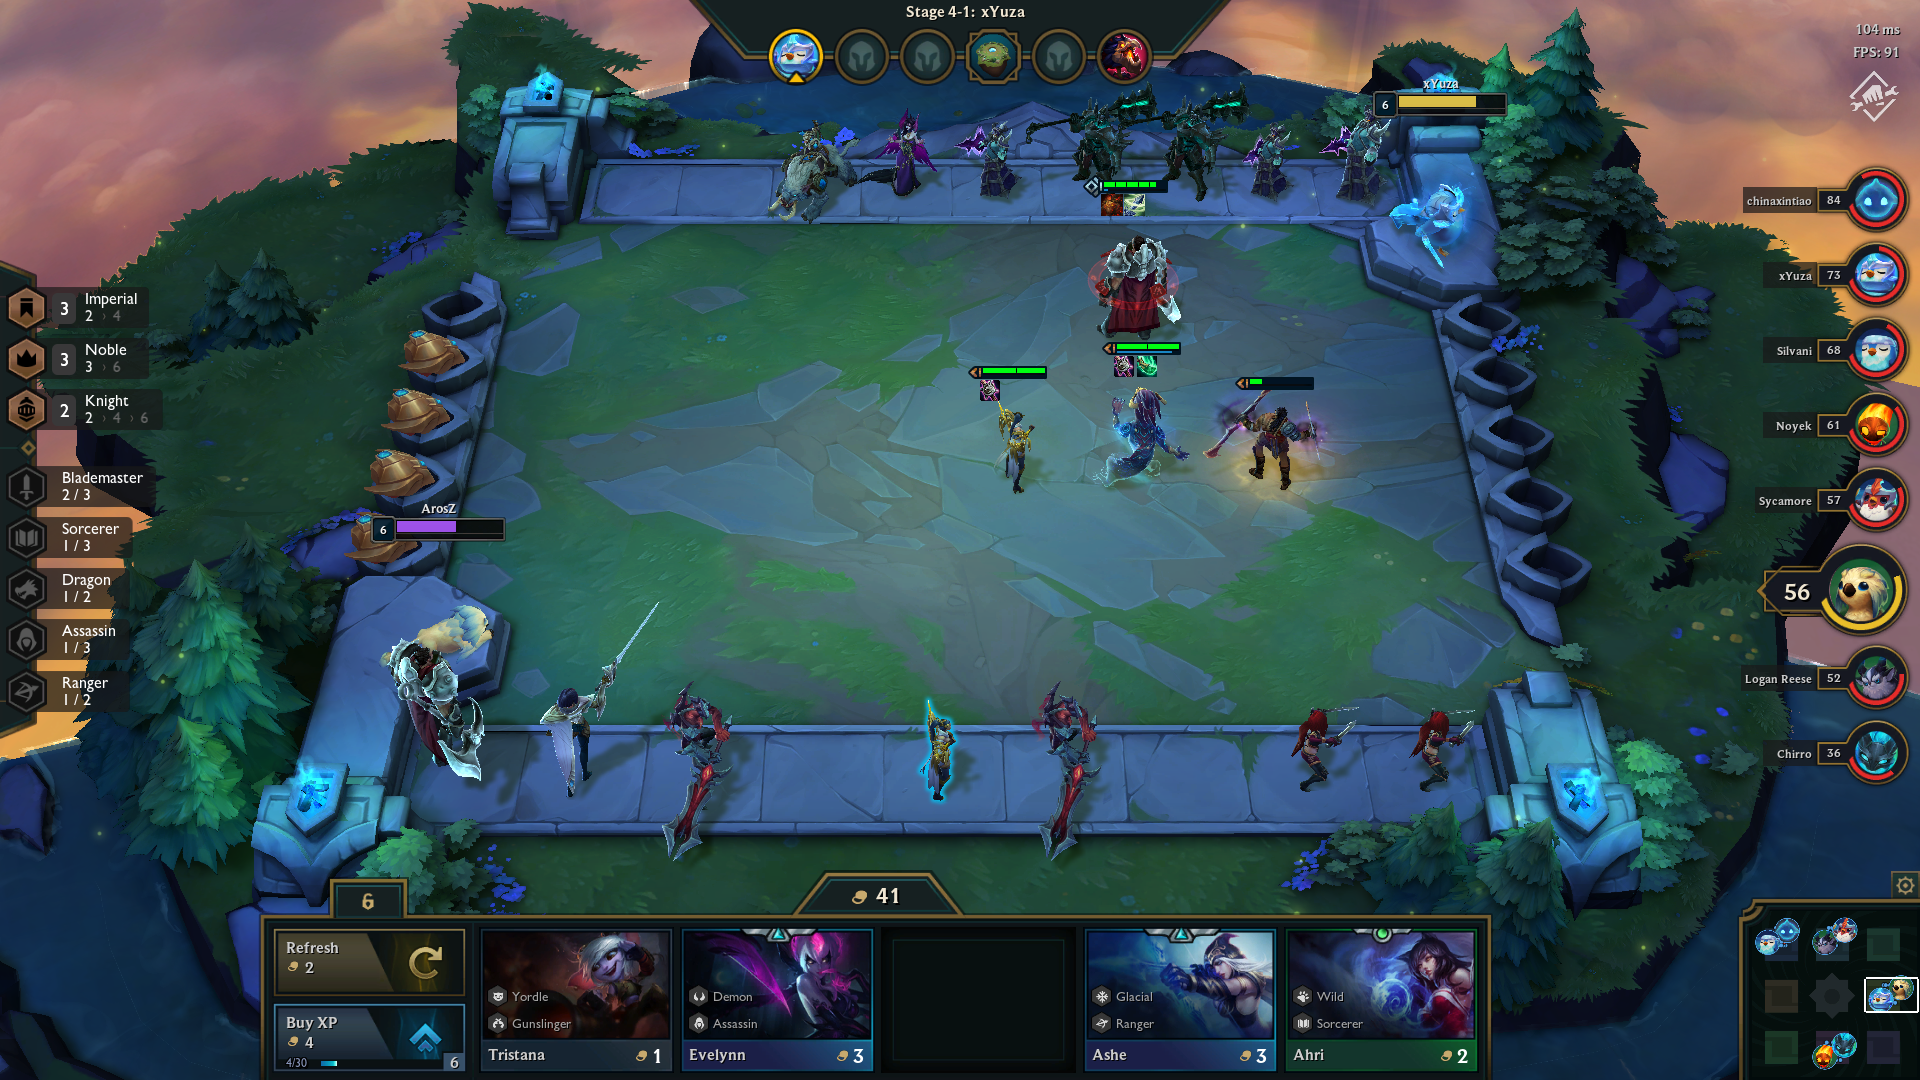 Stage 4-1: xYuza
104 ms
FPS: 91
xYuza
6
chinaxintiao 84
xYuza 73
Silvani 68
Noyek 61
Sycamore 57
56
Logan Reese 52
Chirro 36
3 Imperial
2 › 4
3 Noble
3 › 6
2 Knight
2 › 4 › 6
Blademaster
2 / 3
Sorcerer
1 / 3
Dragon
1 / 2
Assassin
1 / 3
Ranger
1 / 2
ArosZ
6
6
41
Refresh
2
Buy XP
4
4/30
6
Yordle
Gunslinger
Tristana 1
Demon
Assassin
Evelynn 3
Glacial
Ranger
Ashe 3
Wild
Sorcerer
Ahri 2